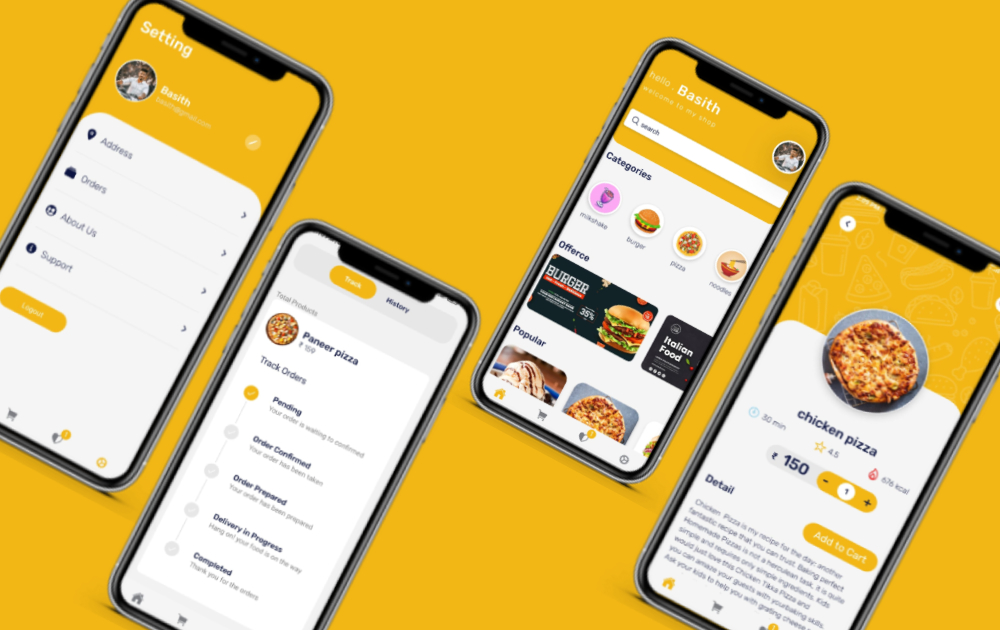 Setting
Basith
basith@gmail.com
Address
Orders
About Us
Support
Logout
Track
History
Total Products
Paneer pizza
₹ 159
Track Orders
Pending
Your order is waiting to confirmed
Order Confirmed
Your order has been taken
Order Prepared
Your order has been prepared
Delivery in Progress
Hang on! your food is on the way
Completed
Thank you for the orders
hello . Basith
welcome to my shop
search
Categories
milkshake
burger
pizza
noodles
Offerce
BURGER
35%
Italian
Food
Popular
chicken pizza
30 min
4.5
676 kcal
₹ 150
- 1 +
Detail
Add to Cart
Chicken Pizza is my recipe for the day; another
fantastic recipe that you can trust. Baking perfect
Homemade Pizzas is not a herculean task, it is quite
simple and requires only simple ingredients. Kids
would just love this Chicken Tikka Pizza and
you can amaze your guests with yourbaking skills.
Ask your kids to help you with grating cheese